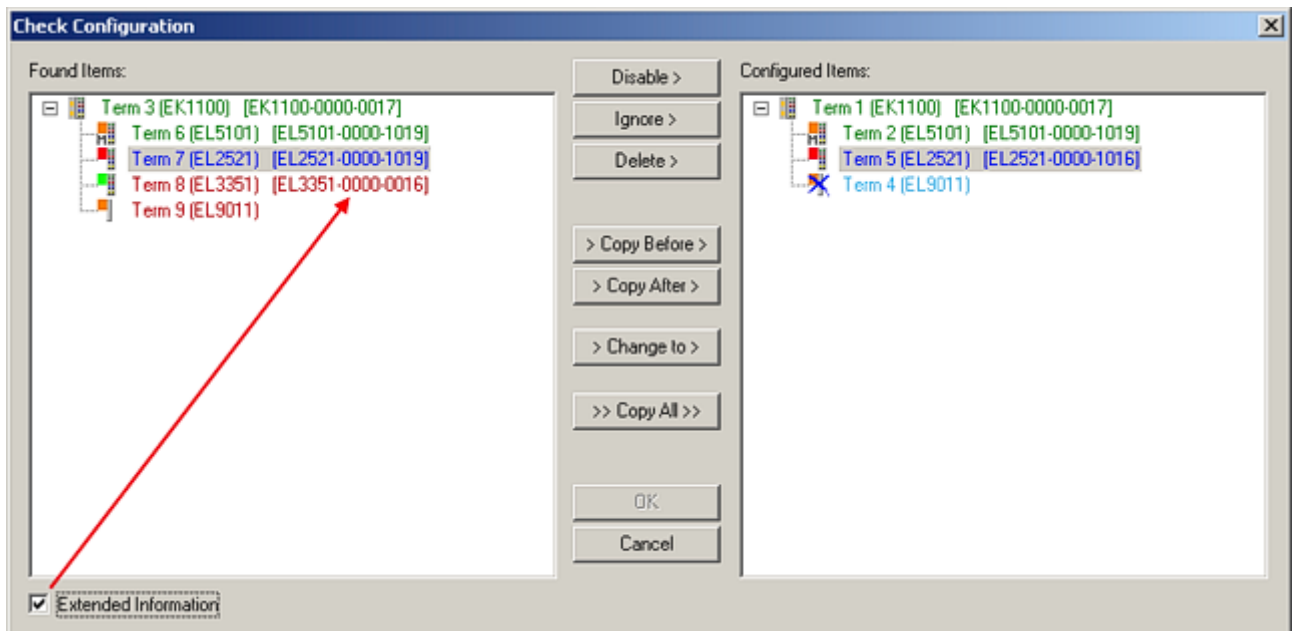 Check Configuration
Found Items:
Term 3 (EK1100) [EK1100-0000-0017]
Term 6 (EL5101) [EL5101-0000-1019]
Term 7 (EL2521) [EL2521-0000-1019]
Term 8 (EL3351) [EL3351-0000-0016]
Term 9 (EL9011)
Disable >
Ignore >
Delete >
> Copy Before >
> Copy After >
> Change to >
>> Copy All >>
OK
Cancel
Configured Items:
Term 1 (EK1100) [EK1100-0000-0017]
Term 2 (EL5101) [EL5101-0000-1019]
Term 5 (EL2521) [EL2521-0000-1016]
Term 4 (EL9011)
Extended Information